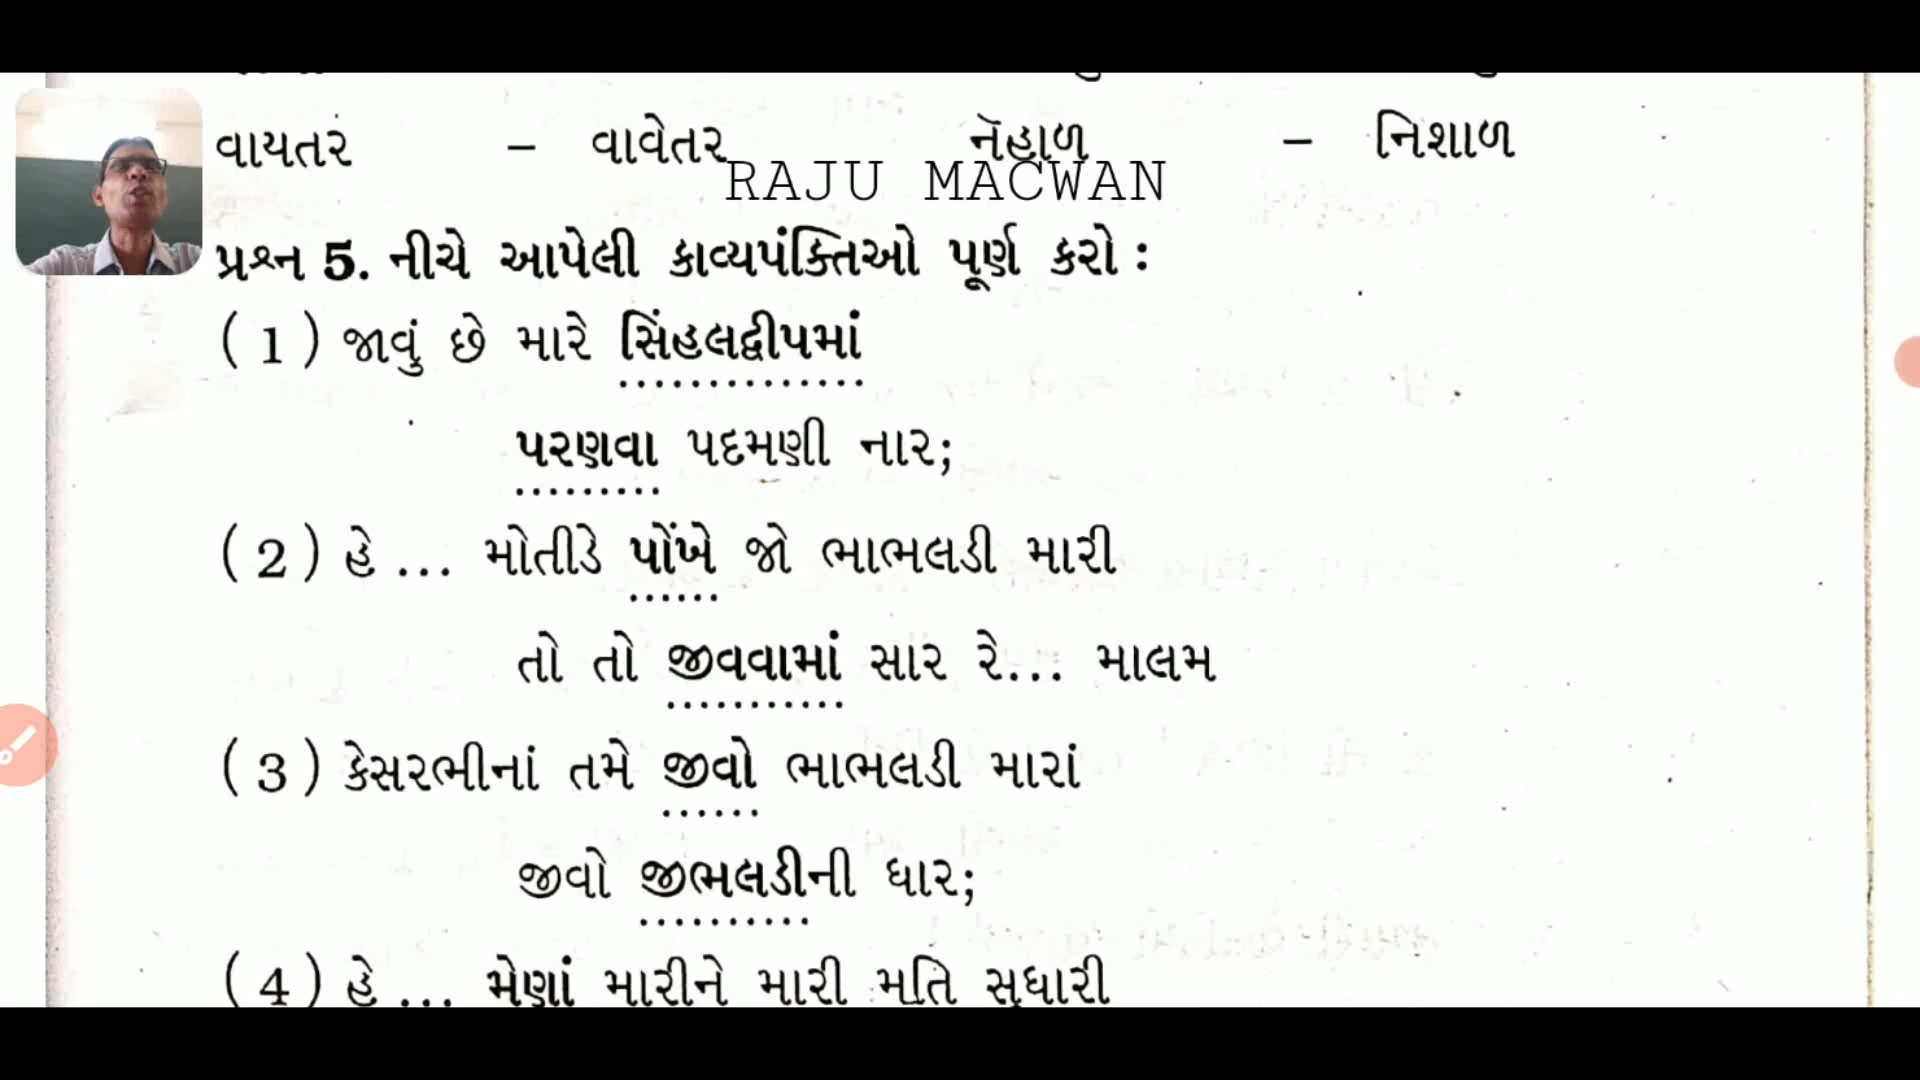 વાયતરં – વાવેતર નૅહાળ – નિશાળ
RAJU MACWAN
પ્રશ્ન 5. નીચે આપેલી કાવ્યપંક્તિઓ પૂર્ણ કરો :
( 1 ) જાવું છે મારે સિંહલદ્વીપમાં
પરણવા પદમણી નાર;
( 2 ) હે ... મોતીડે પોંખે જો ભાભલડી મારી
તો તો જીવવામાં સાર રે... માલમ
( 3 ) કેસરભીનાં તમે જીવો ભાભલડી મારાં
જીવો જીભલડીની ધાર;
( 4 ) હે ... મેણાં મારીને મારી મતિ સુધારી